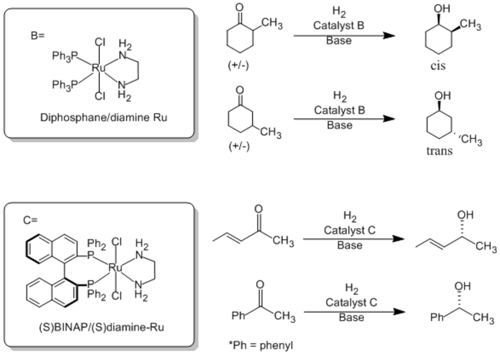 B=
Cl
H2
N
Ph3P
Ru
Ph3P
N
H2
Cl
Diphosphane/diamine Ru
O
CH3
(+/-)
H2
Catalyst B
Base
OH
CH3
cis
O
CH3
(+/-)
H2
Catalyst B
Base
OH
CH3
trans
C=
Ph2
P
Cl
H2
N
Ru
P
Ph2
Cl
N
H2
(S)BINAP/(S)diamine-Ru
O
CH3
H2
Catalyst C
Base
OH
CH3
O
Ph
CH3
H2
Catalyst C
Base
OH
Ph
CH3
*Ph = phenyl